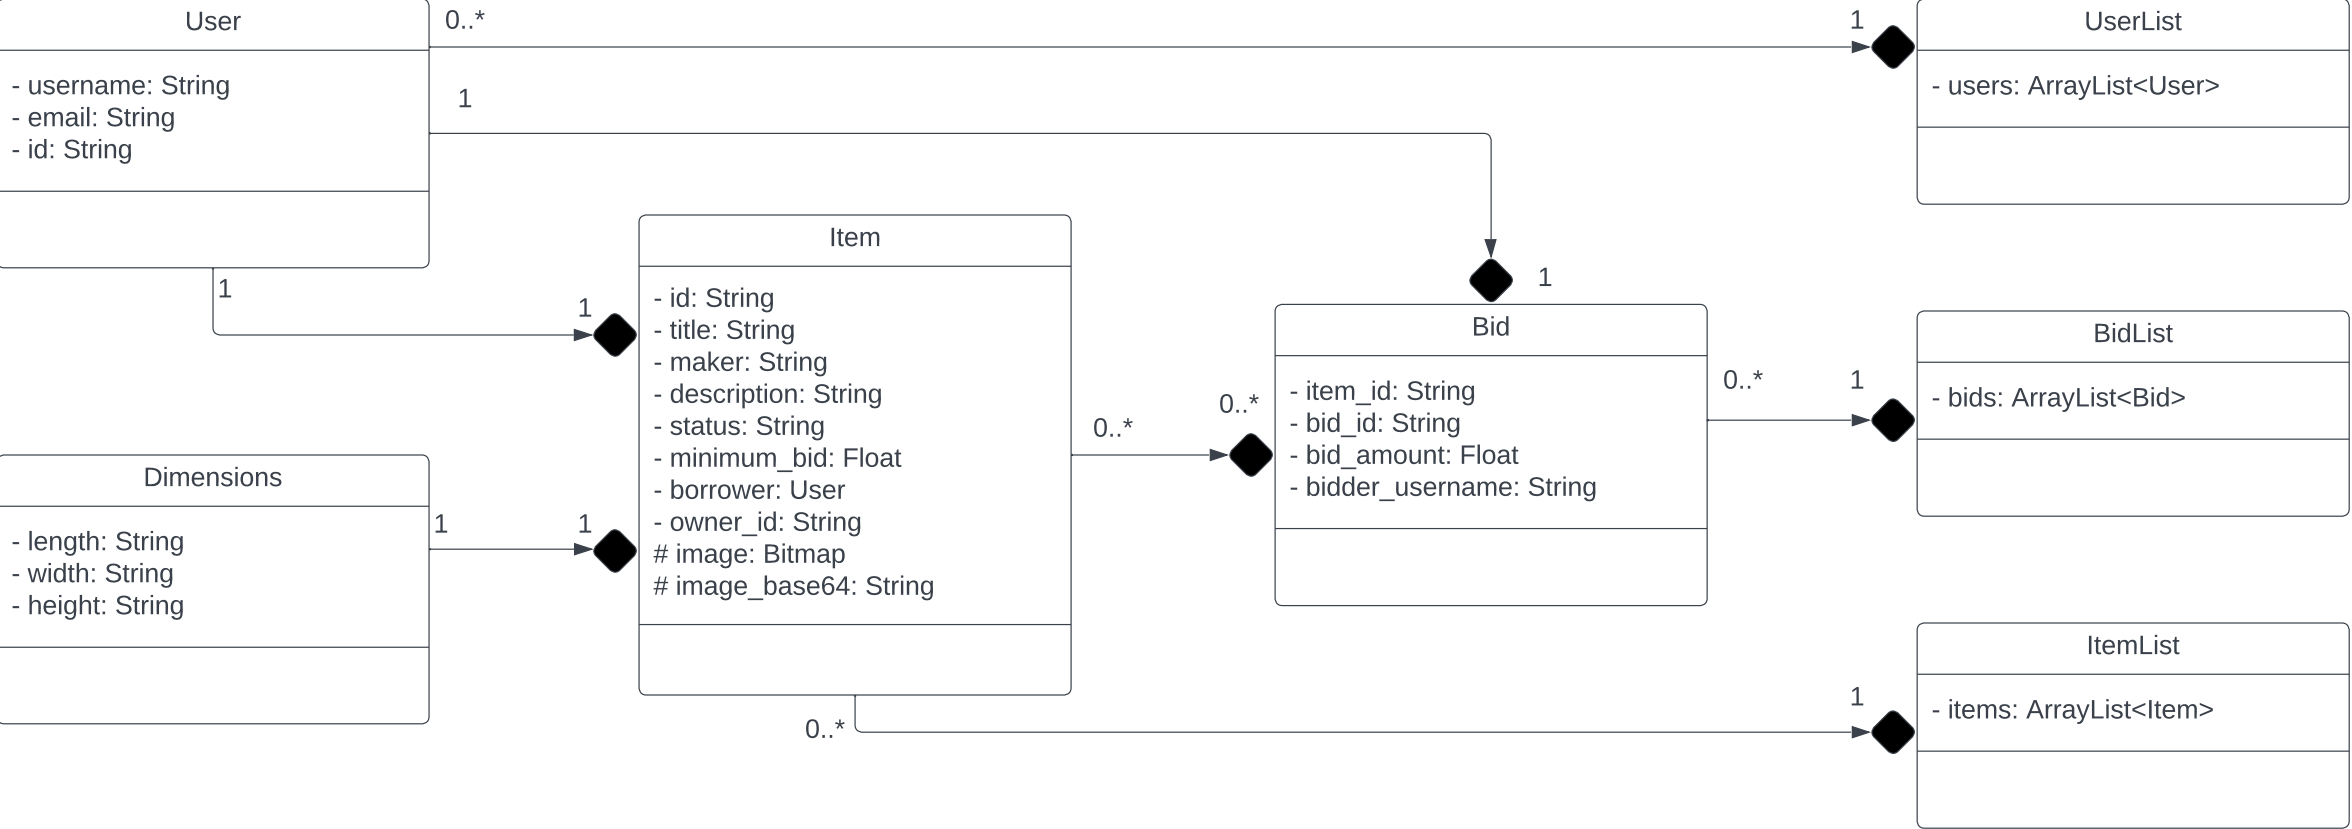 User
- username: String
- email: String
- id: String
0..*
1
UserList
- users: ArrayList<User>
1
1
1
1
Item
- id: String
- title: String
- maker: String
- description: String
- status: String
- minimum_bid: Float
- borrower: User
- owner_id: String
# image: Bitmap
# image_base64: String
Dimensions
- length: String
- width: String
- height: String
1
1
0..*
0..*
Bid
- item_id: String
- bid_id: String
- bid_amount: Float
- bidder_username: String
0..*
1
BidList
- bids: ArrayList<Bid>
0..*
1
ItemList
- items: ArrayList<Item>